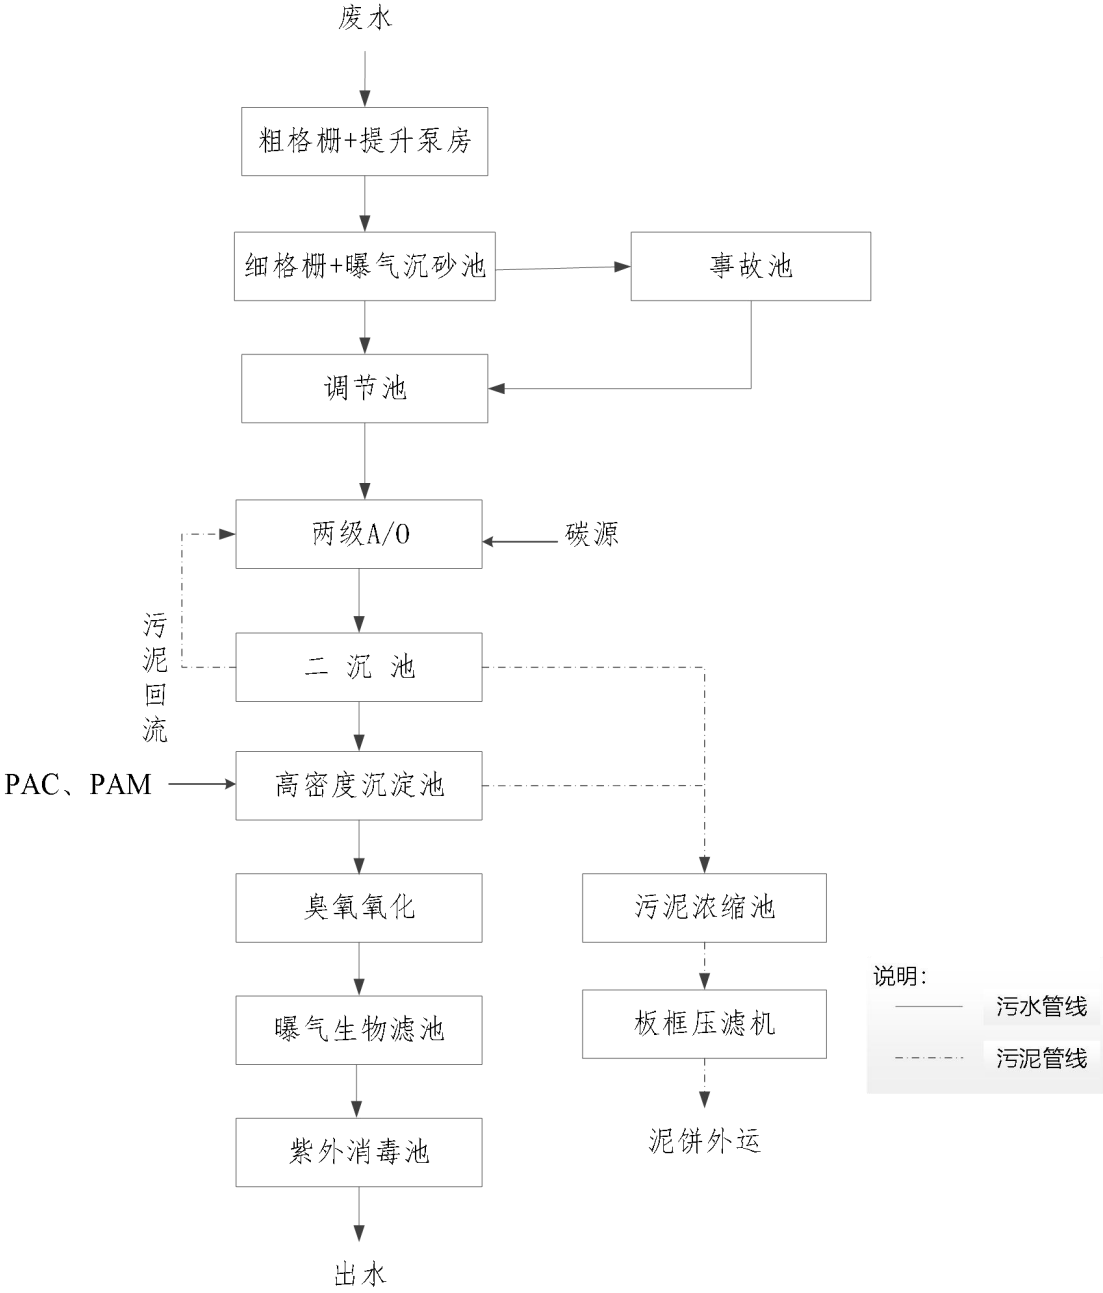 废水
粗格栅+提升泵房
细格栅+曝气沉砂池
事故池
调节池
两级A/O
碳源
污泥回流
二沉池
PAC、PAM
高密度沉淀池
臭氧氧化
污泥浓缩池
曝气生物滤池
板框压滤机
紫外消毒池
泥饼外运
出水
说明：
污水管线
污泥管线